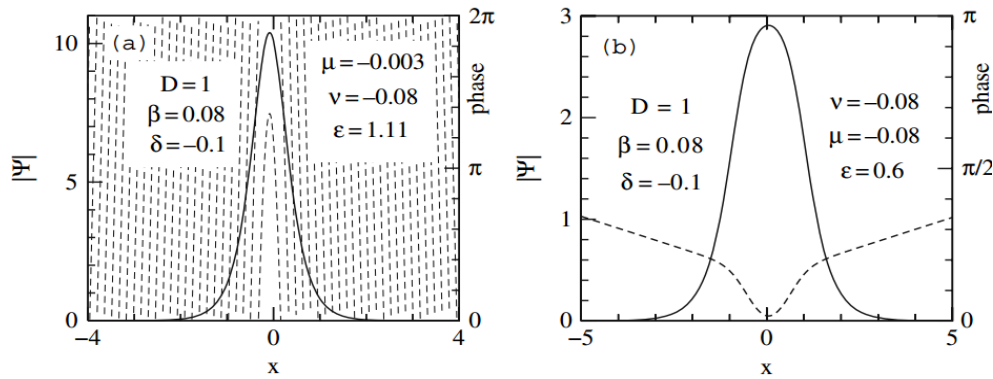 (a)
10
5
0
|Ψ|
D = 1
β = 0.08
δ = −0.1
μ = −0.003
ν = −0.08
ε = 1.11
2π
π
0
phase
−4
−2
0
2
4
x
(b)
3
2
1
0
|Ψ|
D = 1
β = 0.08
δ = −0.1
ν = −0.08
μ = −0.08
ε = 0.6
π
π/2
0
phase
−5
0
5
x